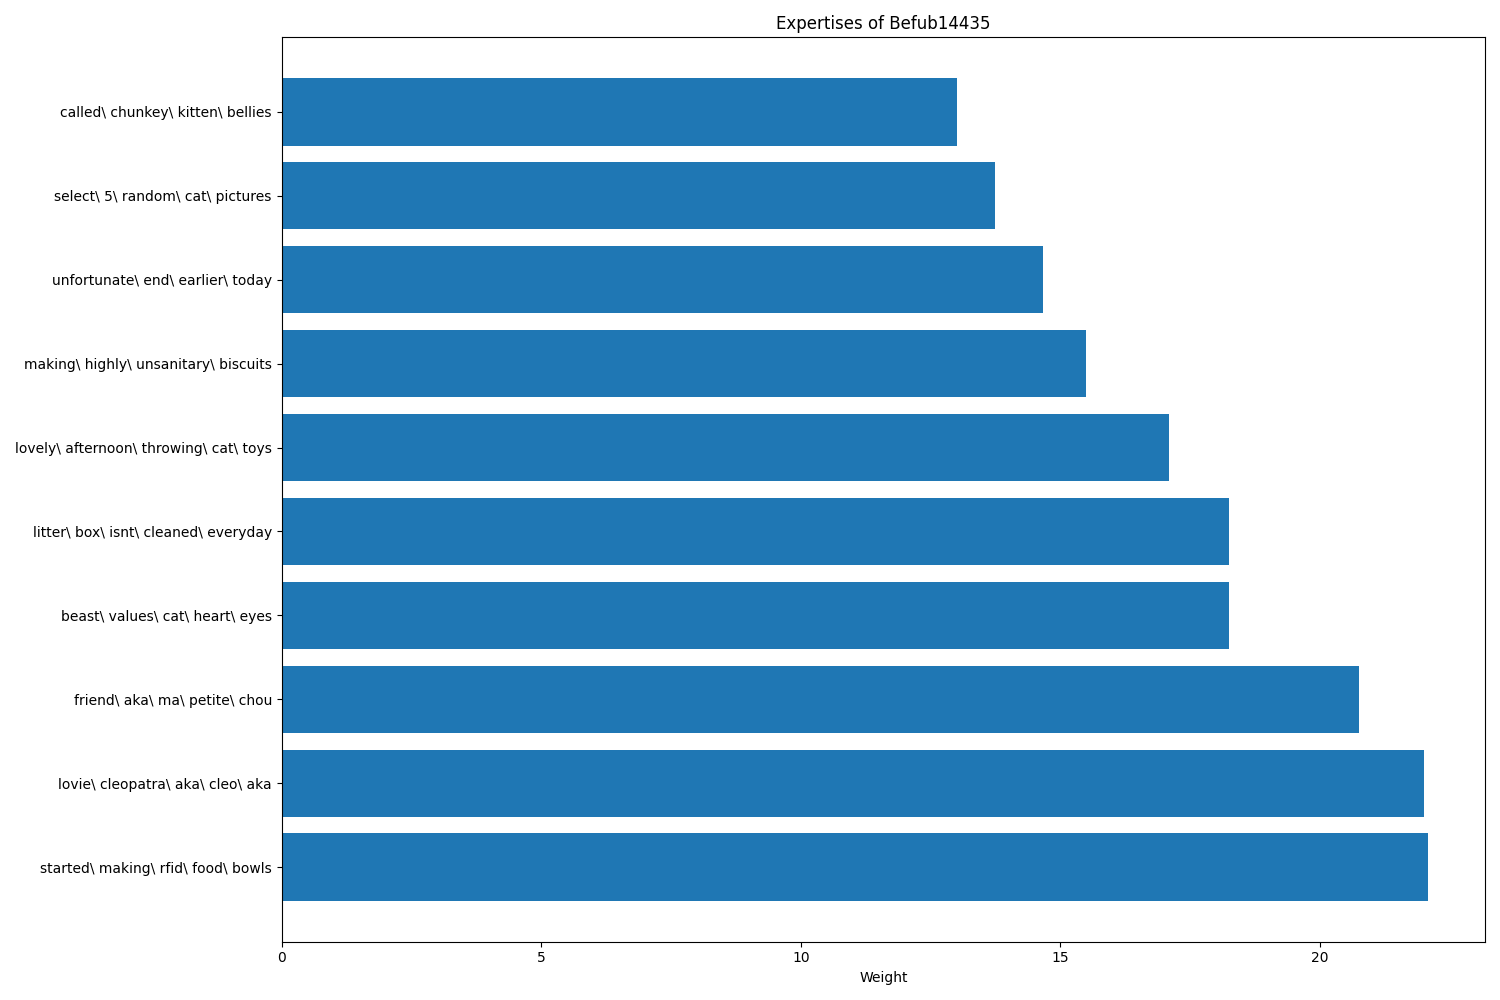 Expertises of Befub14435
called\ chunkey\ kitten\ bellies
select\ 5\ random\ cat\ pictures
unfortunate\ end\ earlier\ today
making\ highly\ unsanitary\ biscuits
lovely\ afternoon\ throwing\ cat\ toys
litter\ box\ isnt\ cleaned\ everyday
beast\ values\ cat\ heart\ eyes
friend\ aka\ ma\ petite\ chou
lovie\ cleopatra\ aka\ cleo\ aka
started\ making\ rfid\ food\ bowls
0 5 10 15 20
Weight